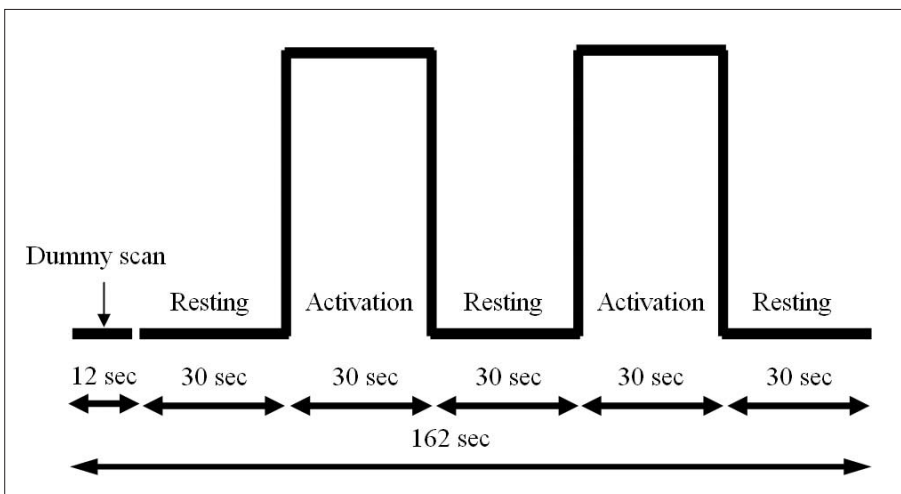 Dummy scan
Resting Activation Resting Activation Resting
12 sec 30 sec 30 sec 30 sec 30 sec 30 sec
162 sec